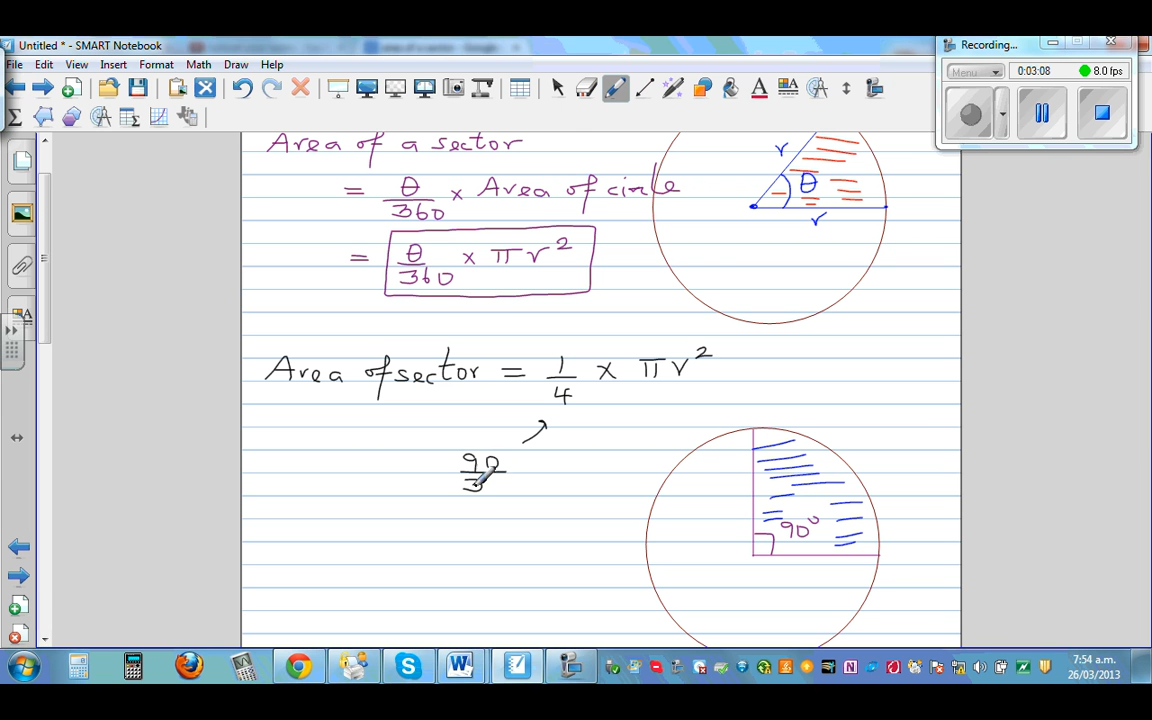 Untitled * - SMART Notebook
Recording...
File Edit View Insert Format Math Draw Help
Menu 0:03:08 8.0 fps
Area of a sector
= θ/360 × Area of circle
= θ/360 × πr²
r
θ
r
Area of sector = 1/4 × πr²
90/3
90°
7:54 a.m.
26/03/2013